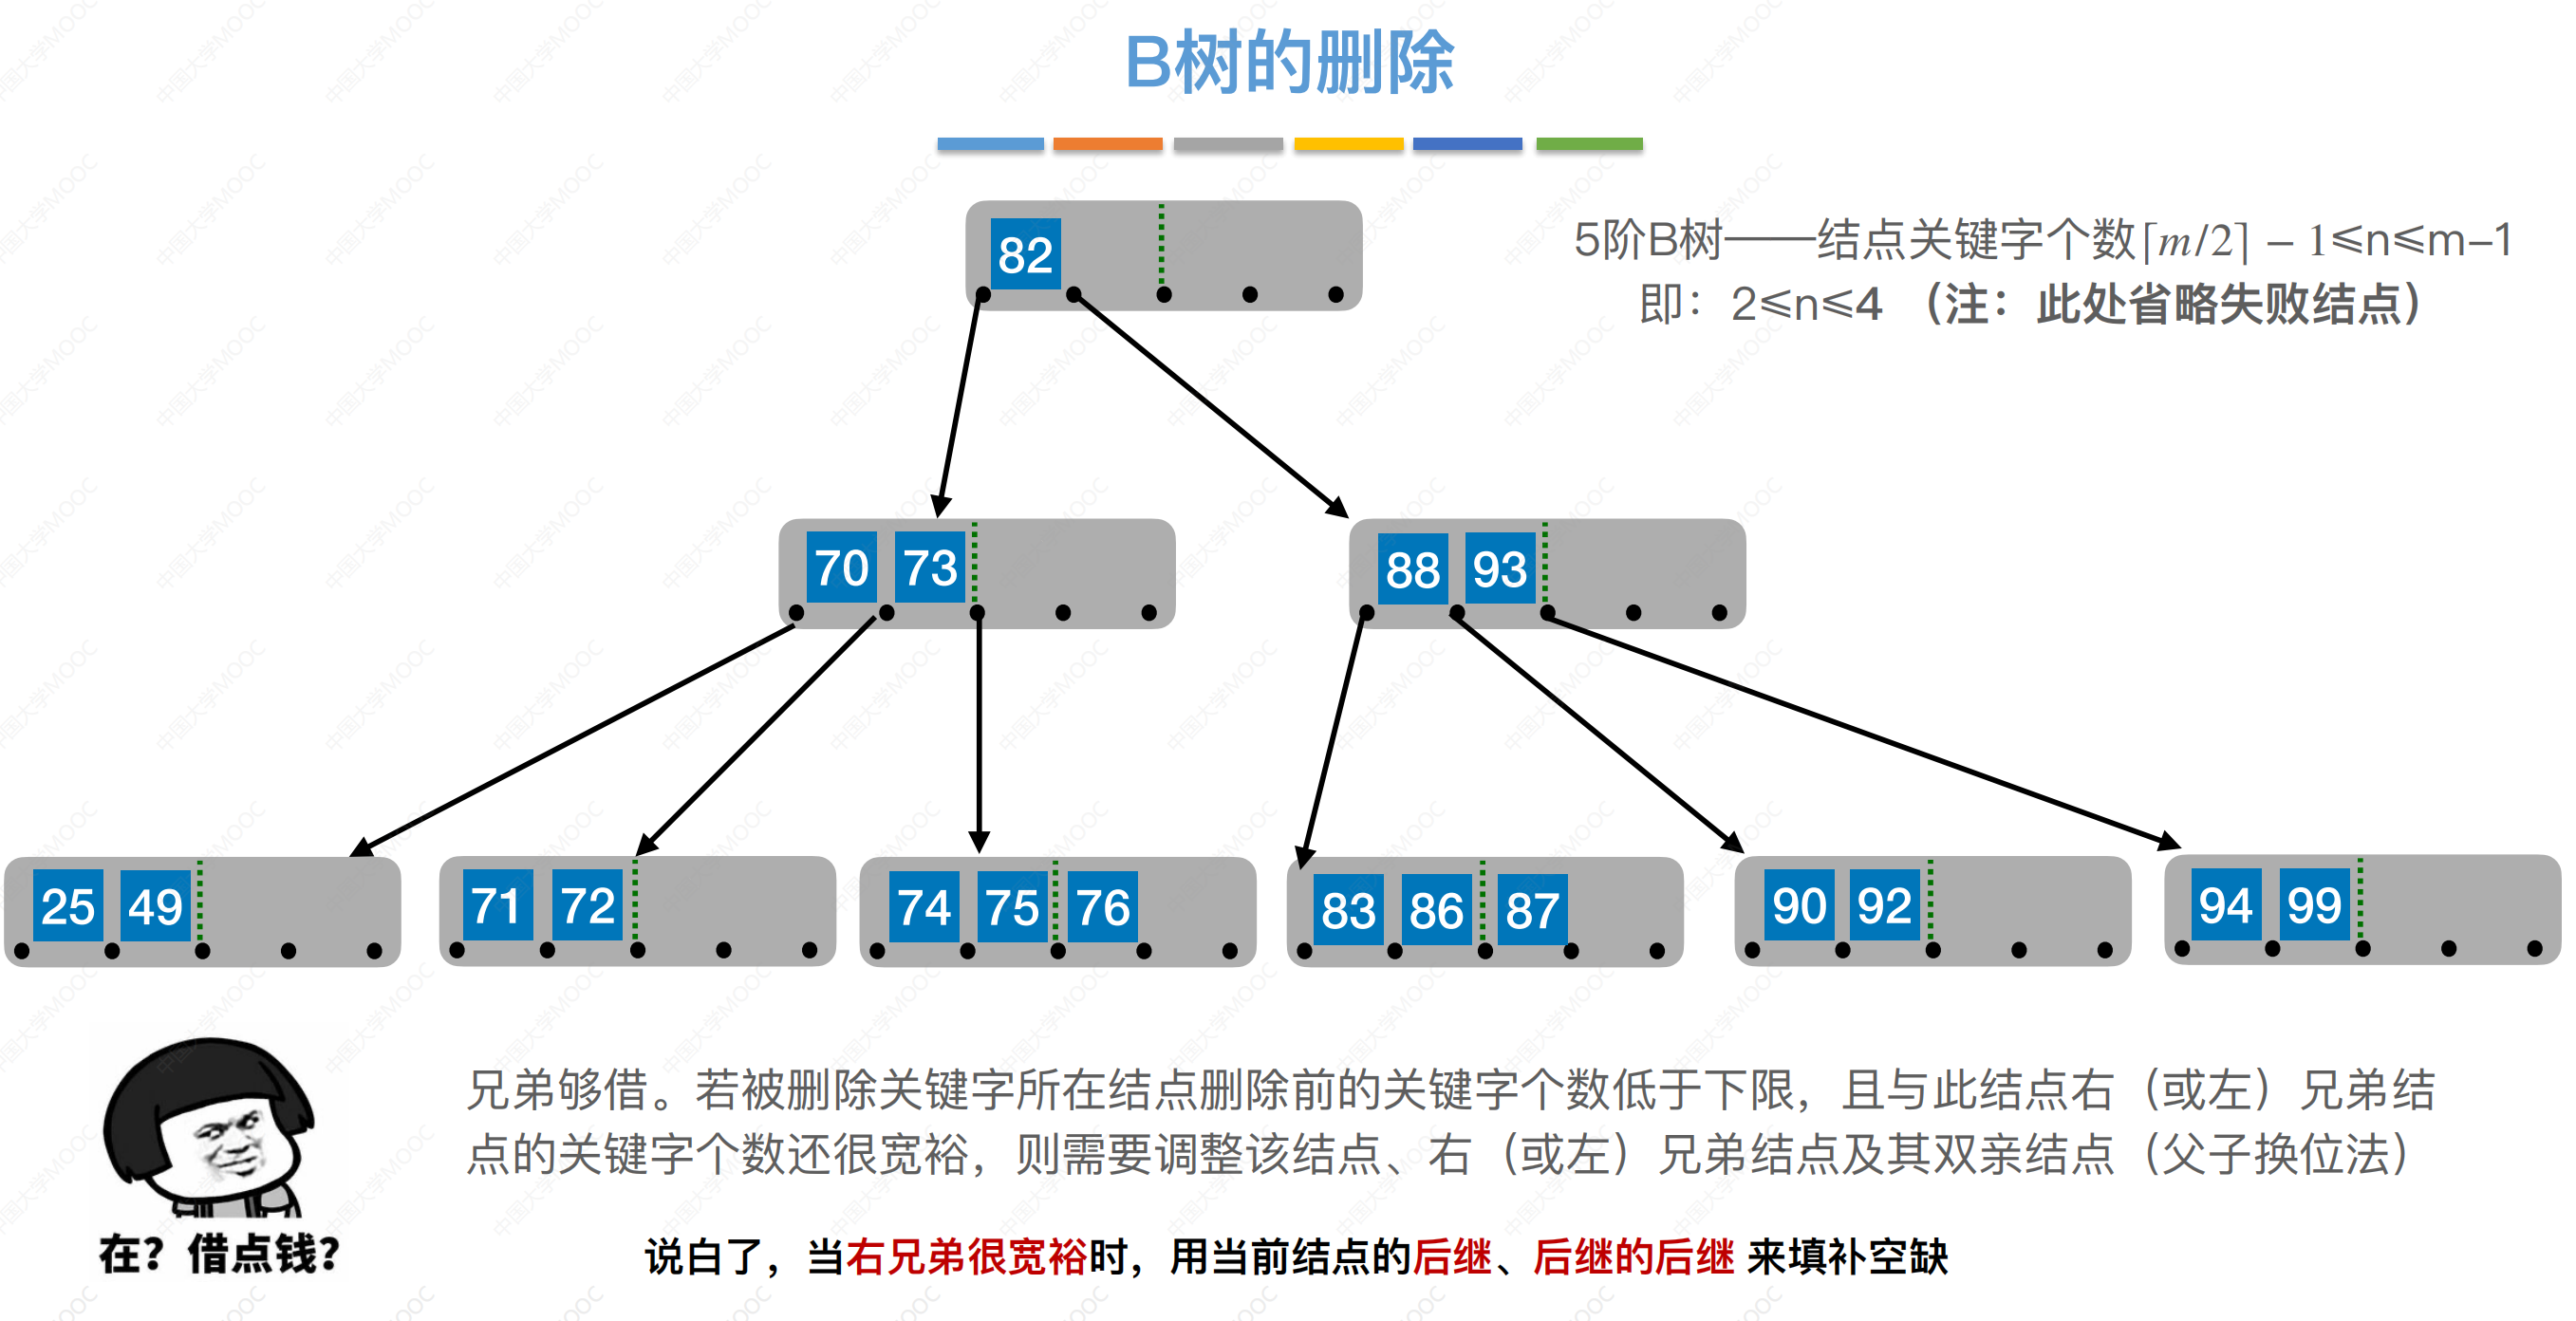 B树的删除
82
5阶B树——结点关键字个数⌈m/2⌉ − 1≤n≤m–1
即：2≤n≤4 （注：此处省略失败结点）
70 73
88 93
25 49
71 72
74 75 76
83 86 87
90 92
94 99
兄弟够借。若被删除关键字所在结点删除前的关键字个数低于下限，且与此结点右（或左）兄弟结
点的关键字个数还很宽裕，则需要调整该结点、右（或左）兄弟结点及其双亲结点（父子换位法）
在？借点钱？
说白了，当右兄弟很宽裕时，用当前结点的后继、后继的后继 来填补空缺
中国大学MOOC